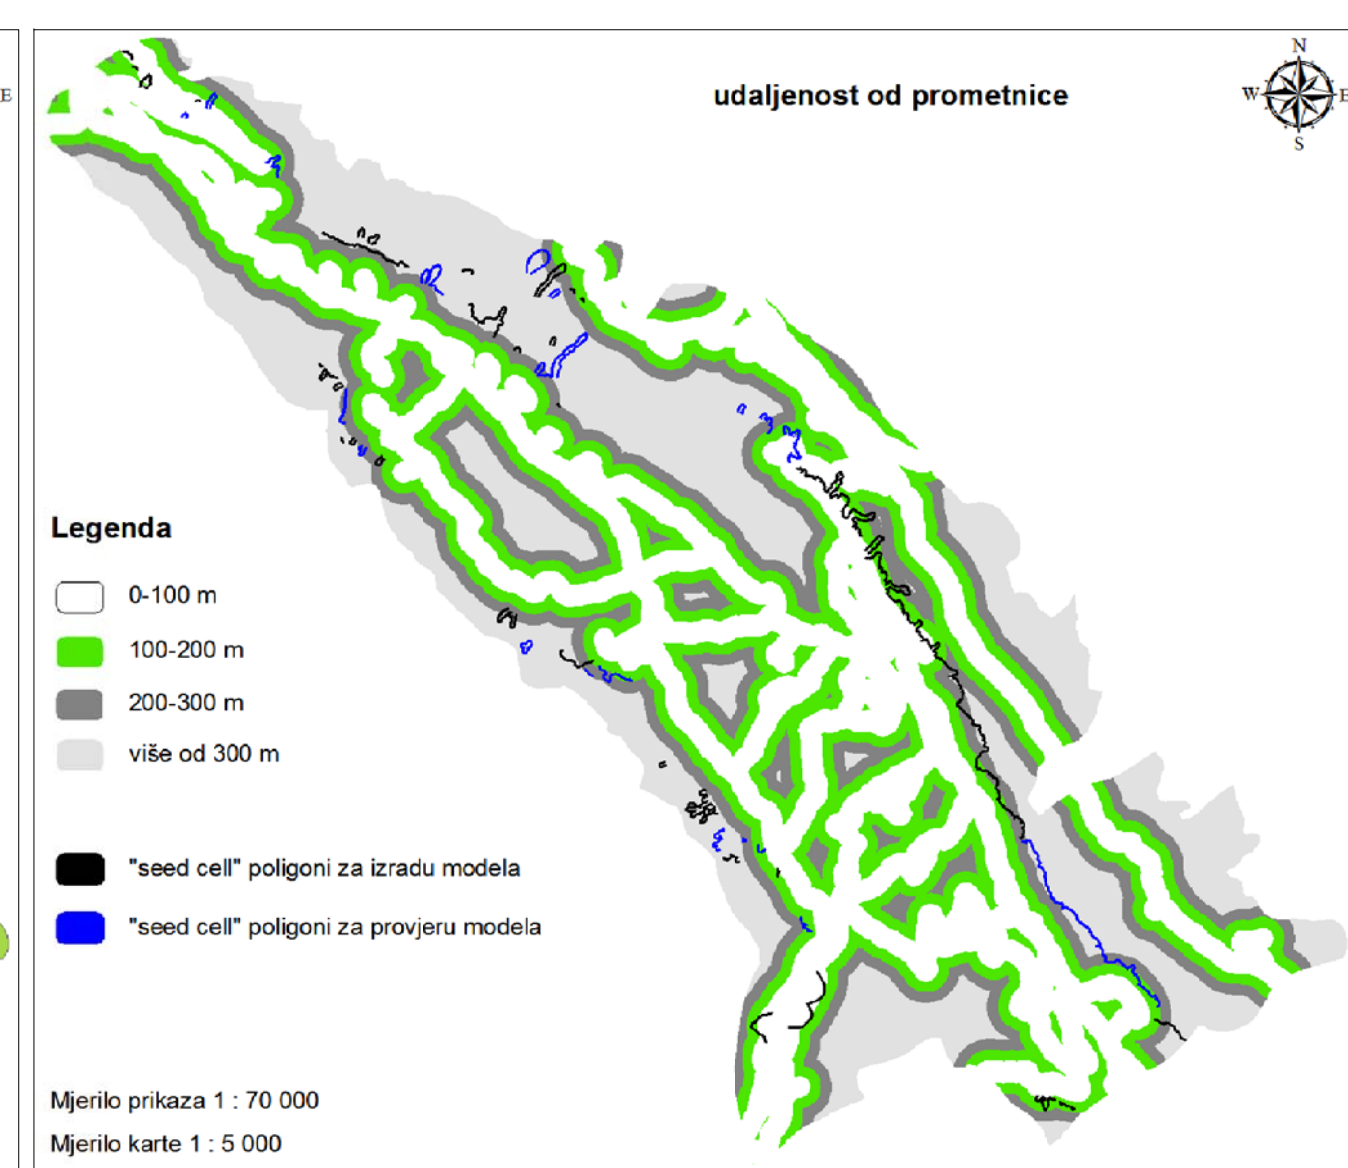 E
udaljenost od prometnice
N
W
E
S
Legenda
0-100 m
100-200 m
200-300 m
više od 300 m
"seed cell" poligoni za izradu modela
"seed cell" poligoni za provjeru modela
Mjerilo prikaza 1 : 70 000
Mjerilo karte 1 : 5 000